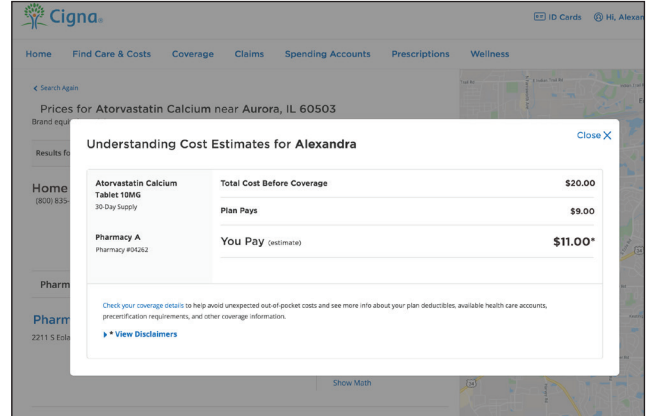 Cigna®
ID Cards Hi, Alexan
Home Find Care & Costs Coverage Claims Spending Accounts Prescriptions Wellness
Search Again
Prices for Atorvastatin Calcium near Aurora, IL 60503
Brand equi
Results fo
Home
(800) 835-
Pharm
Pharm
2211 S Eola
Close X
Understanding Cost Estimates for Alexandra
Atorvastatin Calcium
Tablet 10MG
30-Day Supply
Pharmacy A
Pharmacy #04262
Total Cost Before Coverage $20.00
Plan Pays $9.00
You Pay (estimate) $11.00*
Check your coverage details to help avoid unexpected out-of-pocket costs and see more info about your plan deductibles, available health care accounts,
precertification requirements, and other coverage information.
* View Disclaimers
Show Math